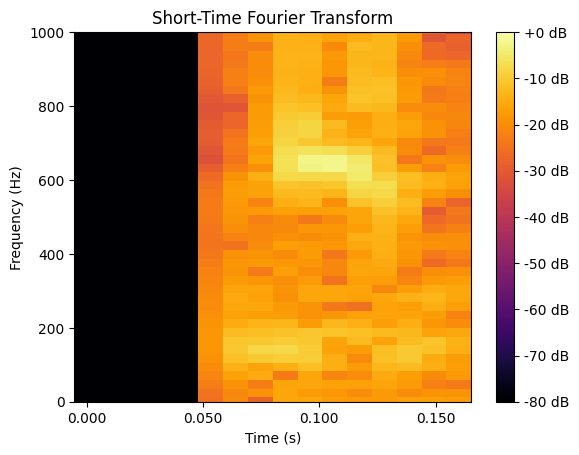 Short-Time Fourier Transform
1000
800
600
400
200
0
Frequency (Hz)
0.000
0.050
0.100
0.150
Time (s)
+0 dB
-10 dB
-20 dB
-30 dB
-40 dB
-50 dB
-60 dB
-70 dB
-80 dB